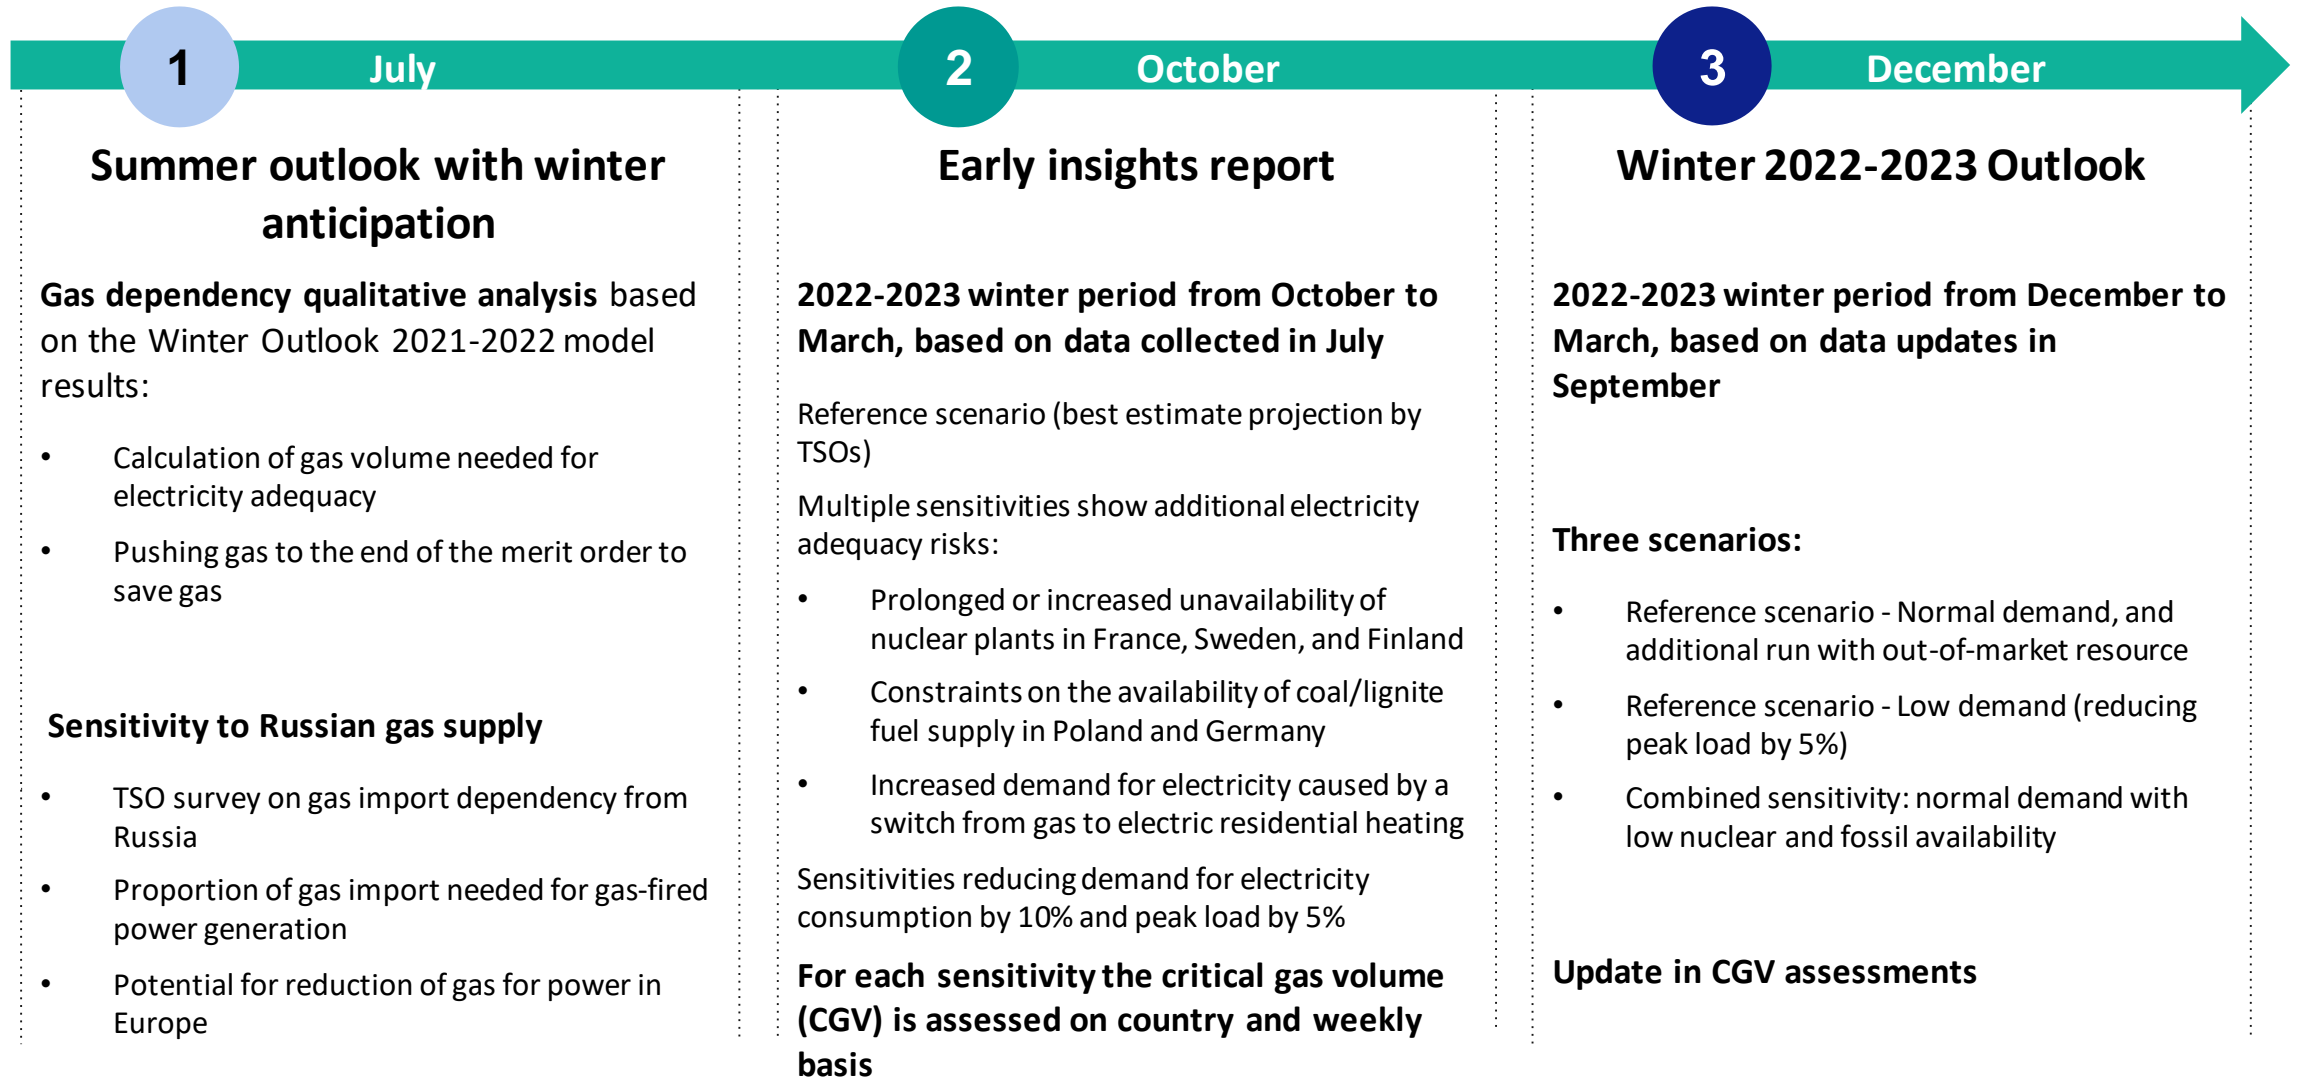 1
July
2
October
3
December
Summer outlook with winter
anticipation
Gas dependency qualitative analysis based
on the Winter Outlook 2021-2022 model
results:
• Calculation of gas volume needed for
electricity adequacy
• Pushing gas to the end of the merit order to
save gas
Sensitivity to Russian gas supply
• TSO survey on gas import dependency from
Russia
• Proportion of gas import needed for gas-fired
power generation
• Potential for reduction of gas for power in
Europe
Early insights report
2022-2023 winter period from October to
March, based on data collected in July
Reference scenario (best estimate projection by
TSOs)
Multiple sensitivities show additional electricity
adequacy risks:
• Prolonged or increased unavailability of
nuclear plants in France, Sweden, and Finland
• Constraints on the availability of coal/lignite
fuel supply in Poland and Germany
• Increased demand for electricity caused by a
switch from gas to electric residential heating
Sensitivities reducing demand for electricity
consumption by 10% and peak load by 5%
For each sensitivity the critical gas volume
(CGV) is assessed on country and weekly
basis
Winter 2022-2023 Outlook
2022-2023 winter period from December to
March, based on data updates in
September
Three scenarios:
• Reference scenario - Normal demand, and
additional run with out-of-market resource
• Reference scenario - Low demand (reducing
peak load by 5%)
• Combined sensitivity: normal demand with
low nuclear and fossil availability
Update in CGV assessments